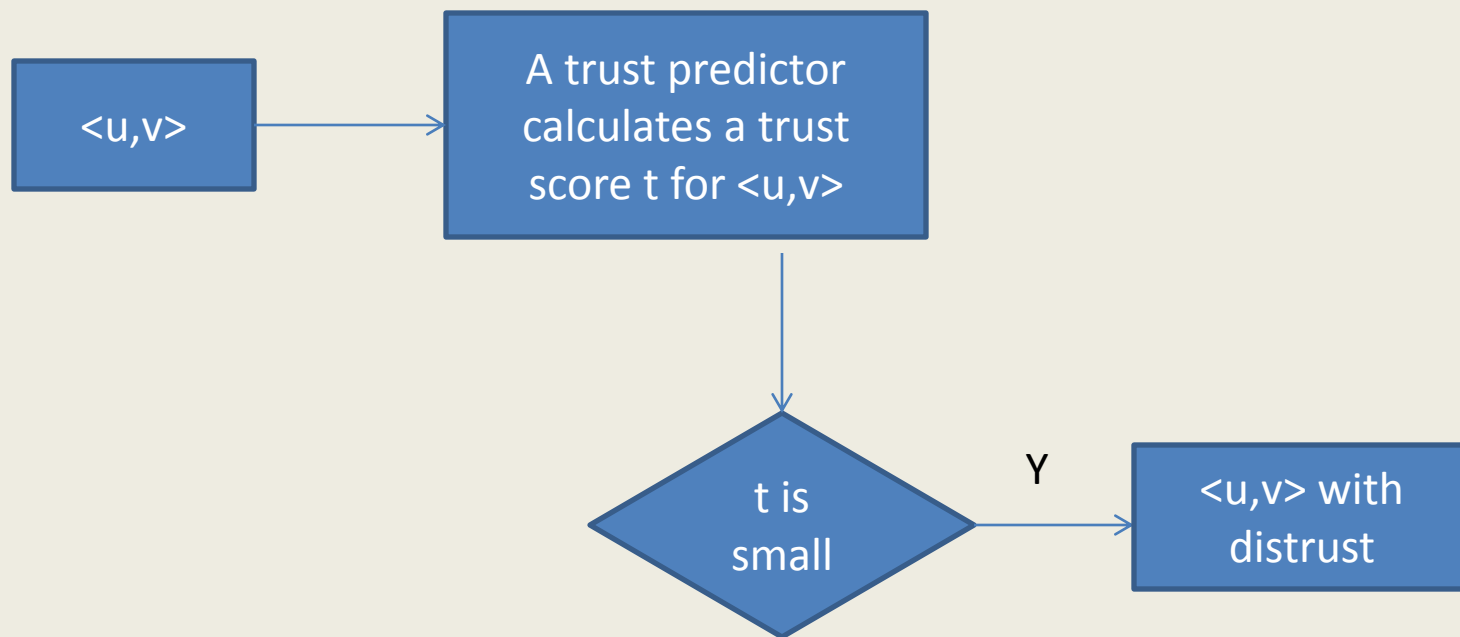 <u,v>
A trust predictor
calculates a trust
score t for <u,v>
t is
small
Y
<u,v> with
distrust